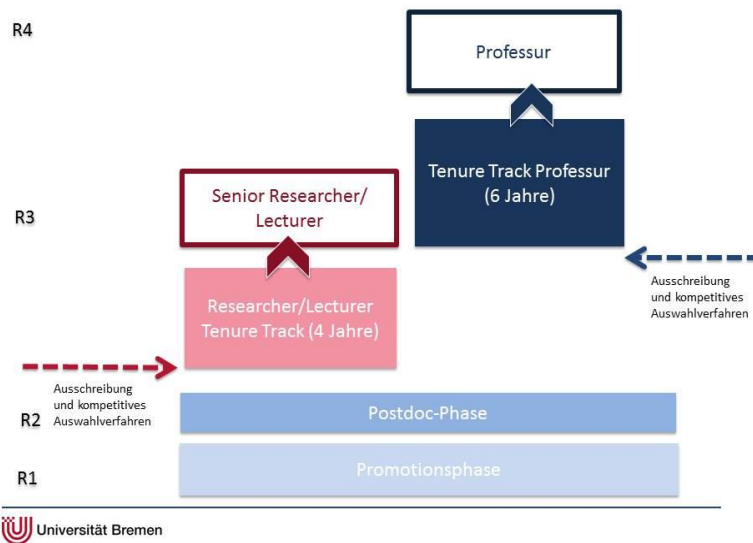 R4
Professur
Tenure Track Professur
(6 Jahre)
Senior Researcher/
Lecturer
R3
Ausschreibung
und kompetitives
Auswahlverfahren
Researcher/Lecturer
Tenure Track (4 Jahre)
Ausschreibung
und kompetitives
Auswahlverfahren
R2
Postdoc-Phase
Promotionsphase
R1
Universität Bremen